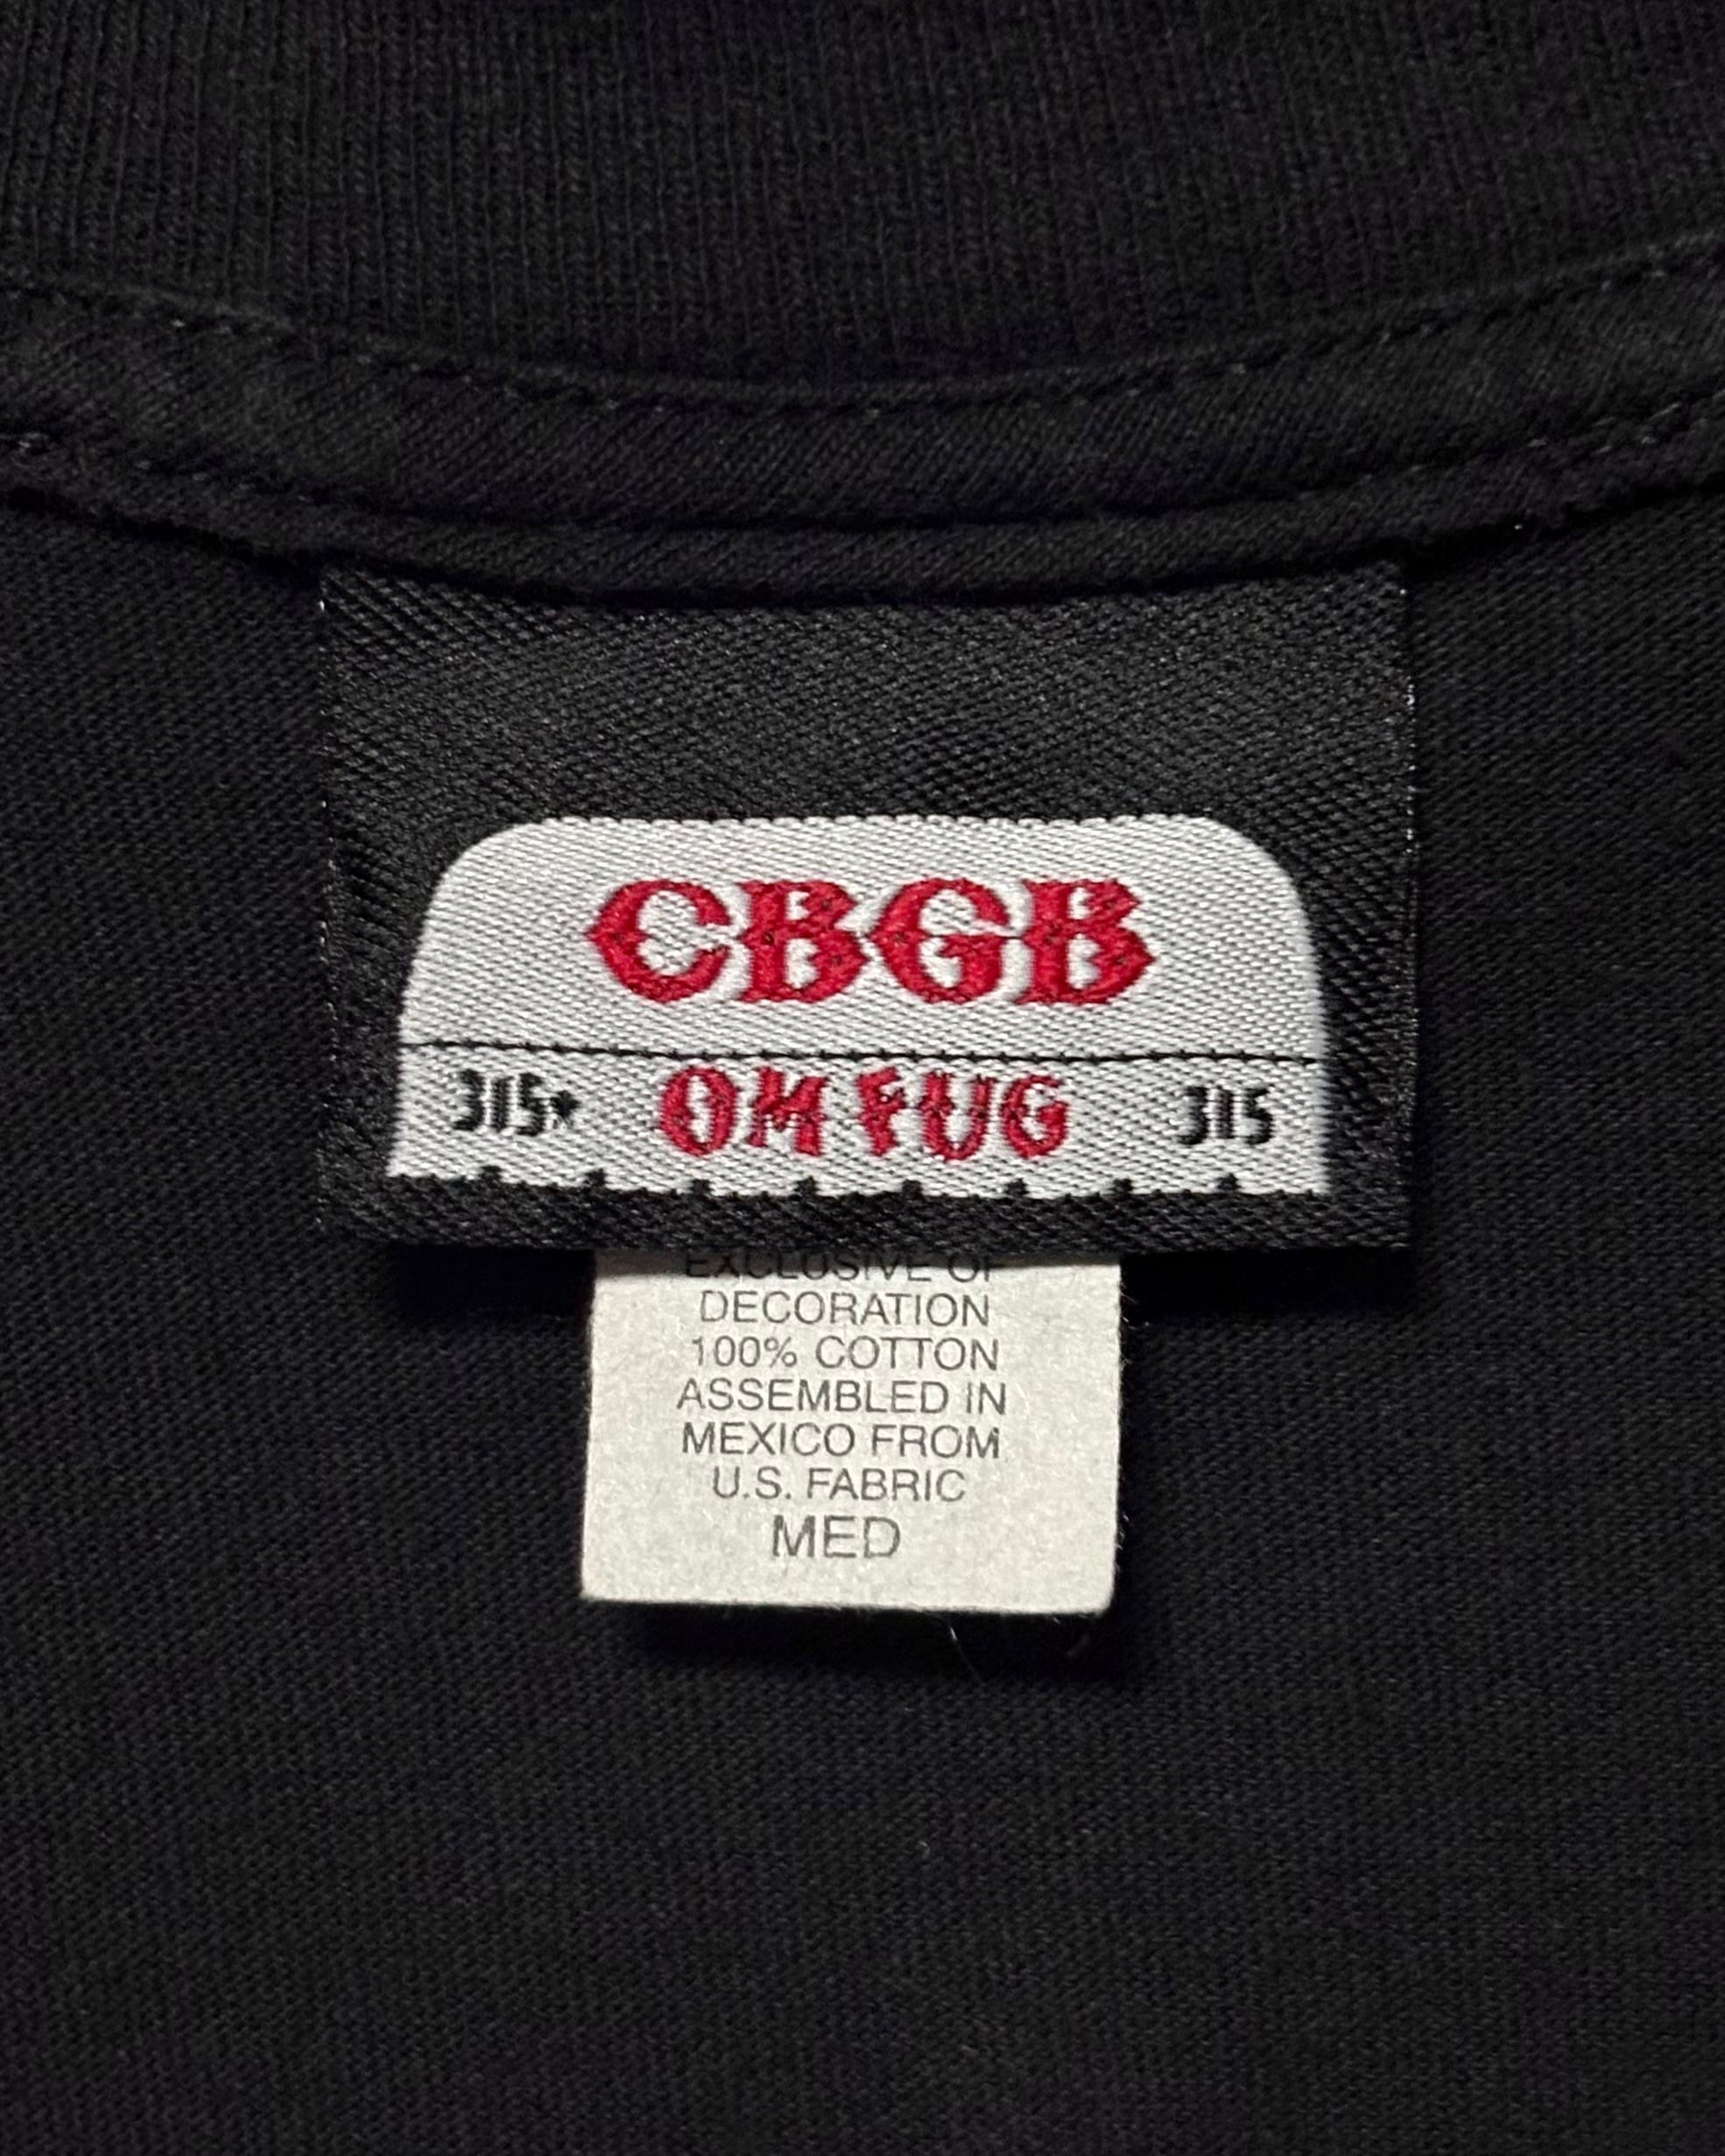 CBGB
315* OMFUG 315
EXCLUSIVE OF
DECORATION
100% COTTON
ASSEMBLED IN
MEXICO FROM
U.S. FABRIC
MED